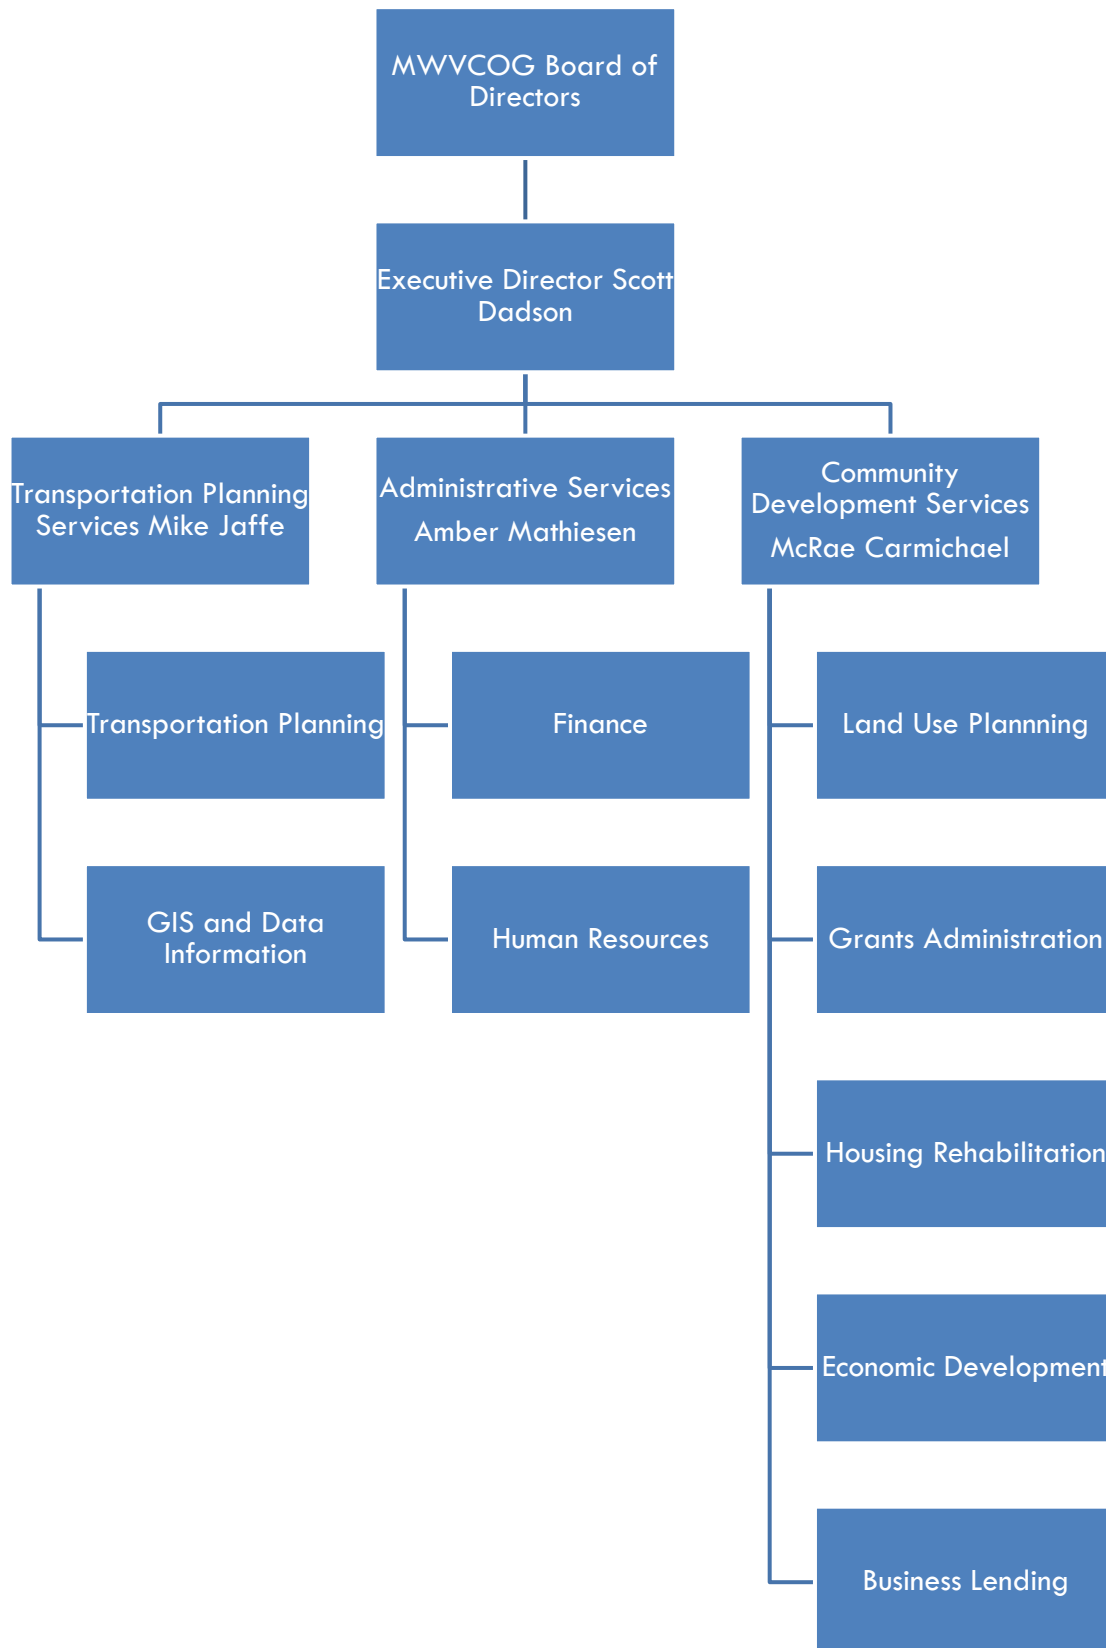 MWVCOG Board of
Directors
Executive Director Scott
Dadson
Transportation Planning
Services Mike Jaffe
Administrative Services
Amber Mathiesen
Community
Development Services
McRae Carmichael
Transportation Planning
GIS and Data
Information
Finance
Human Resources
Land Use Plannning
Grants Administration
Housing Rehabilitation
Economic Development
Business Lending